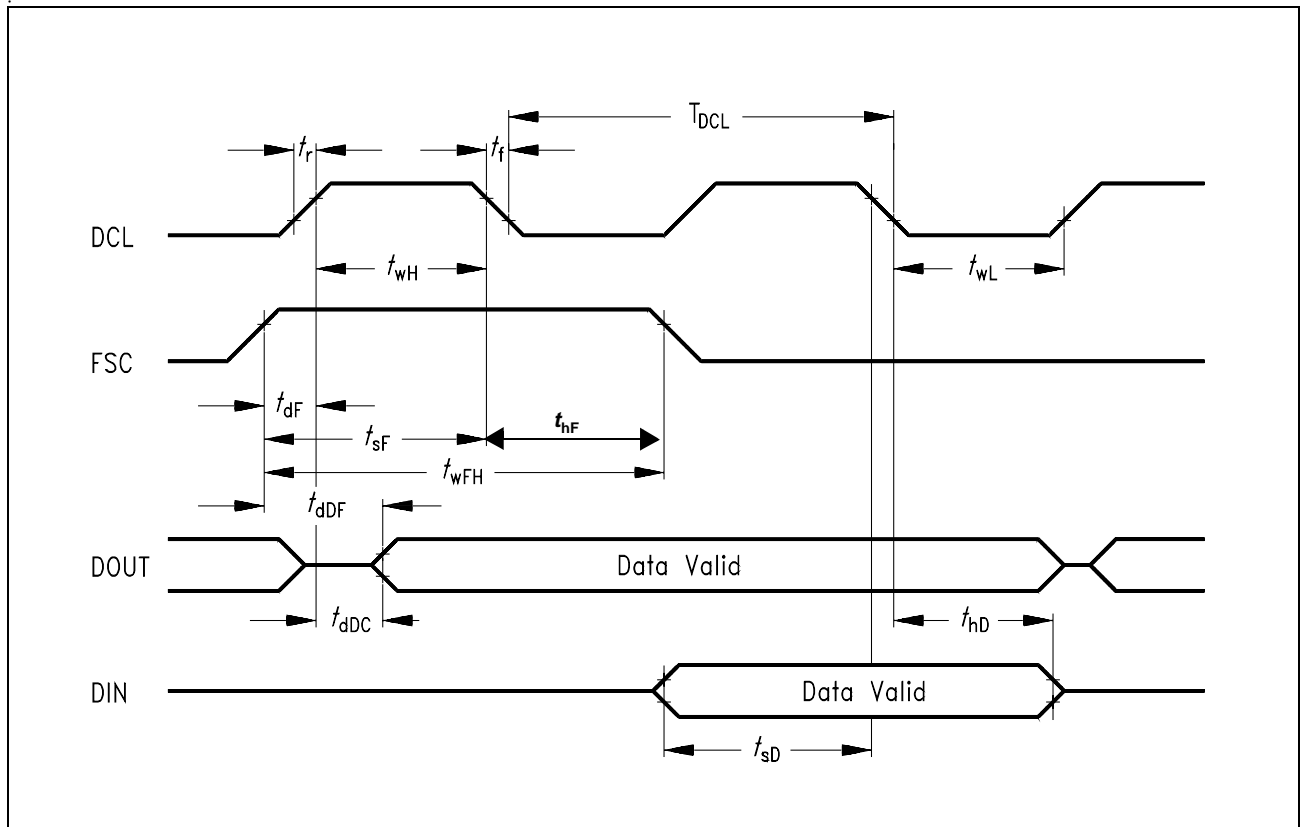 T_DCL
t_r
t_f
DCL
t_wH
t_wL
FSC
t_dF
t_sF
t_hF
t_wFH
t_dDF
DOUT
Data Valid
t_dDC
t_hD
DIN
Data Valid
t_sD